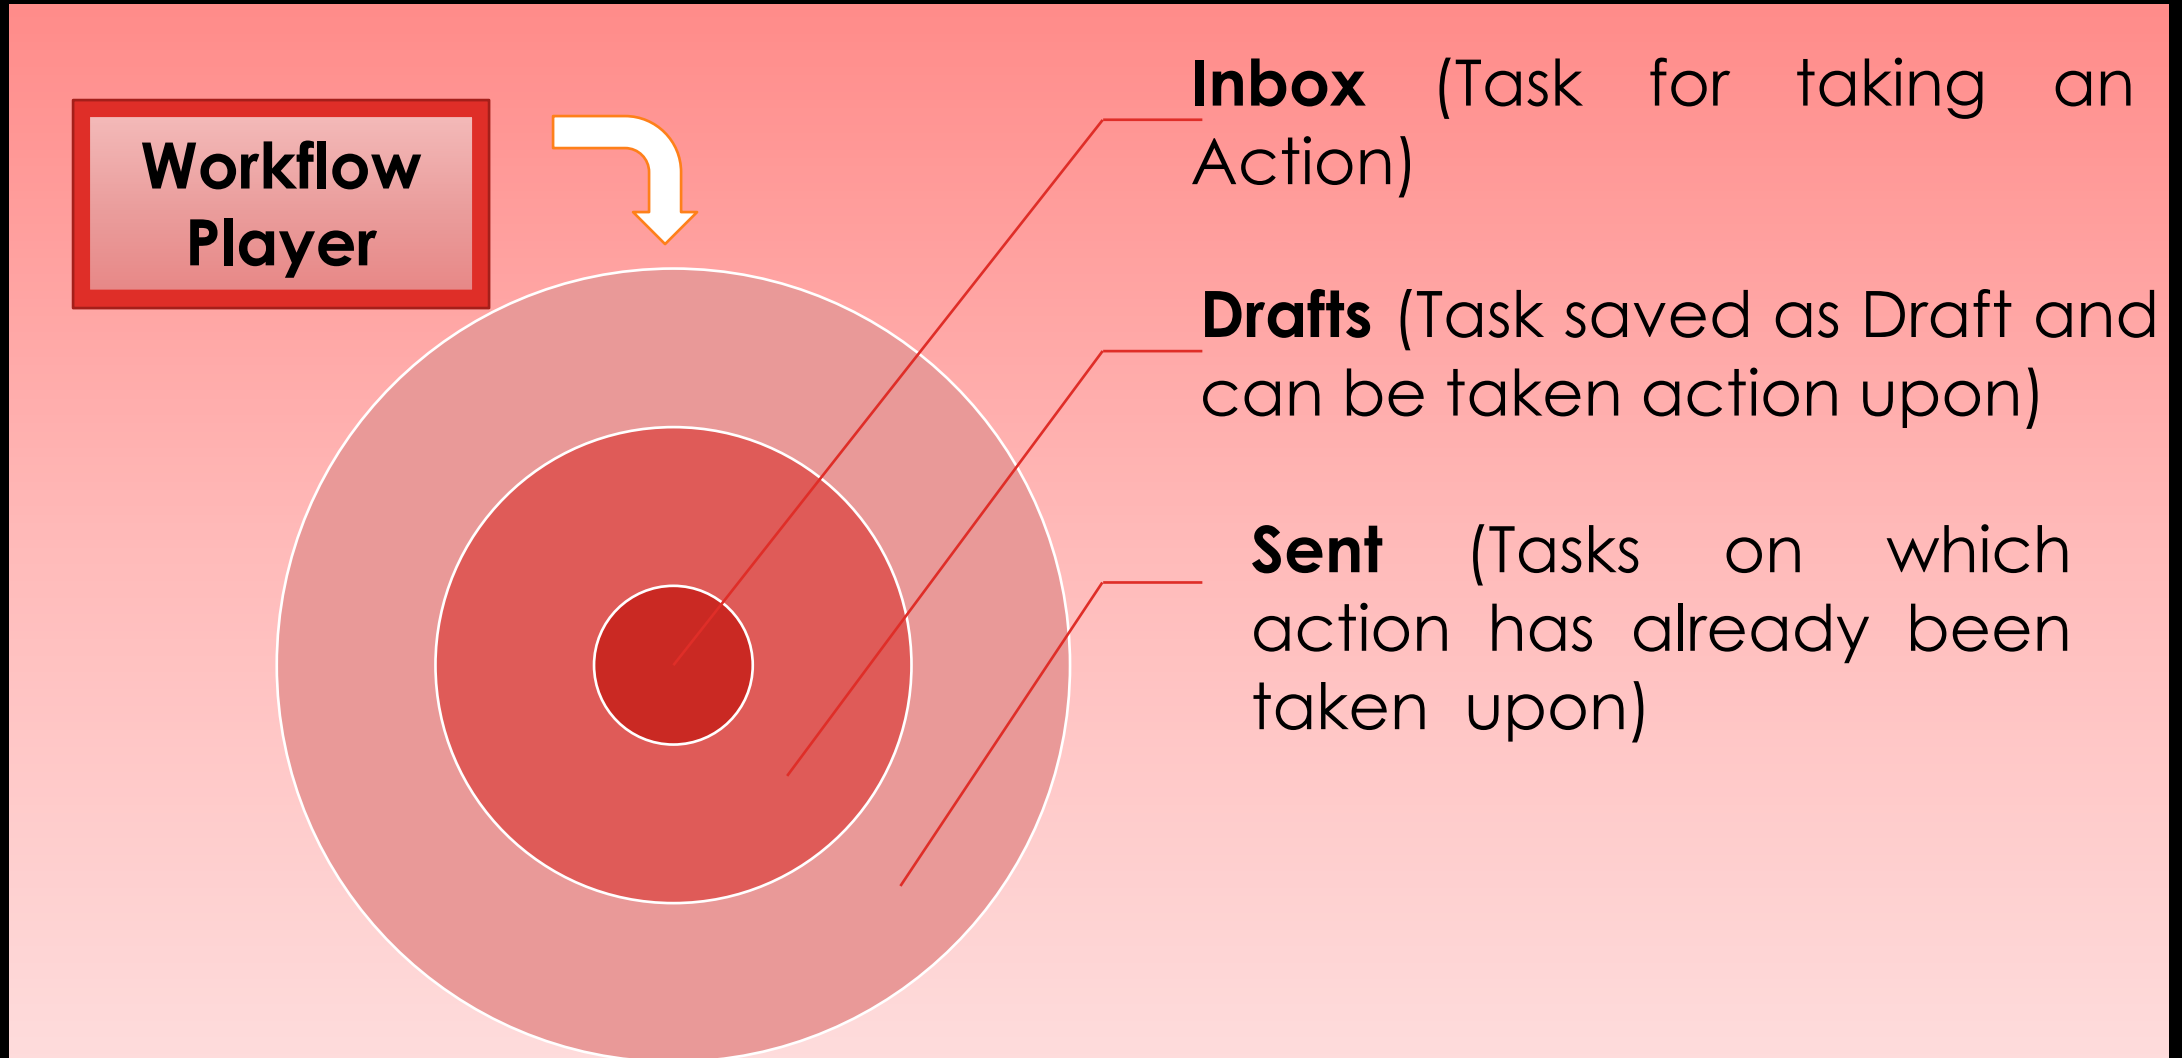 Workflow
Player
Inbox (Task for taking an
Action)
Drafts (Task saved as Draft and
can be taken action upon)
Sent (Tasks on which
action has already been
taken upon)